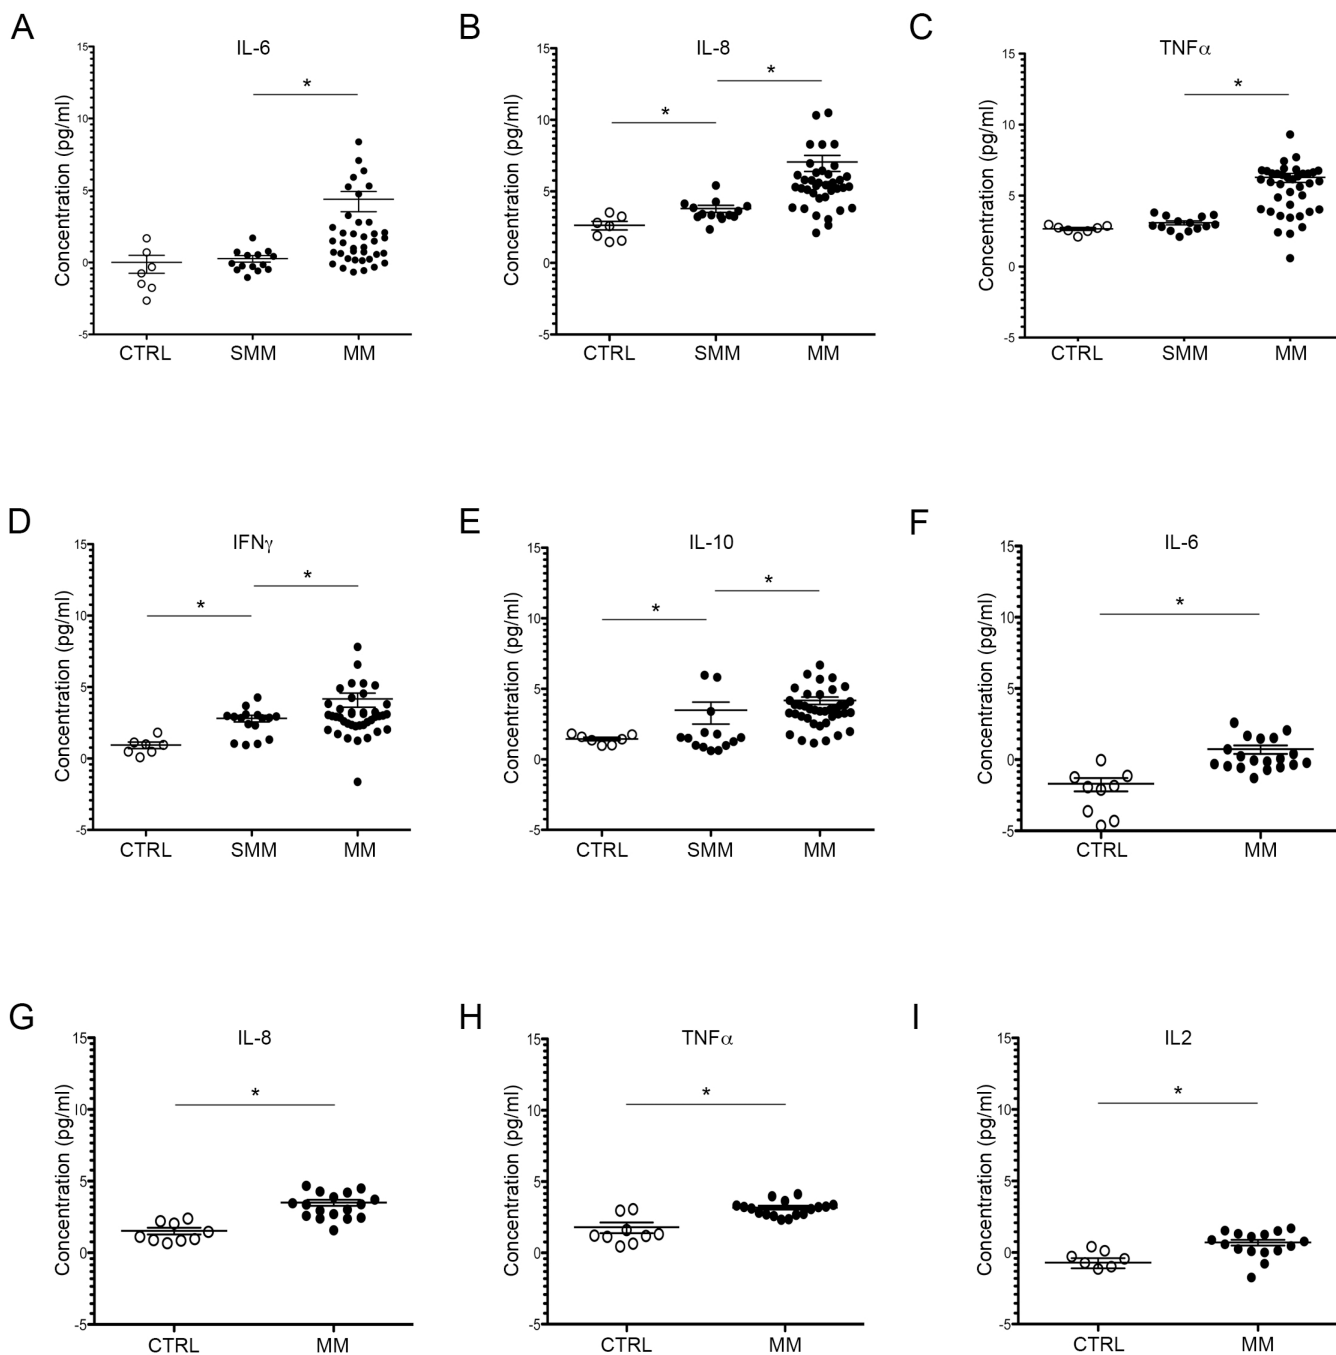 A
IL-6
Concentration (pg/ml)
15
10
5
0
-5
*
CTRL SMM MM
B
IL-8
Concentration (pg/ml)
15
10
5
0
-5
*
*
CTRL SMM MM
C
TNFα
Concentration (pg/ml)
15
10
5
0
-5
*
CTRL SMM MM
D
IFNγ
Concentration (pg/ml)
15
10
5
0
-5
*
*
CTRL SMM MM
E
IL-10
Concentration (pg/ml)
15
10
5
0
-5
*
*
CTRL SMM MM
F
IL-6
Concentration (pg/ml)
15
10
5
0
-5
*
CTRL MM
G
IL-8
Concentration (pg/ml)
15
10
5
0
-5
*
CTRL MM
H
TNFα
Concentration (pg/ml)
15
10
5
0
-5
*
CTRL MM
I
IL2
Concentration (pg/ml)
15
10
5
0
-5
*
CTRL MM